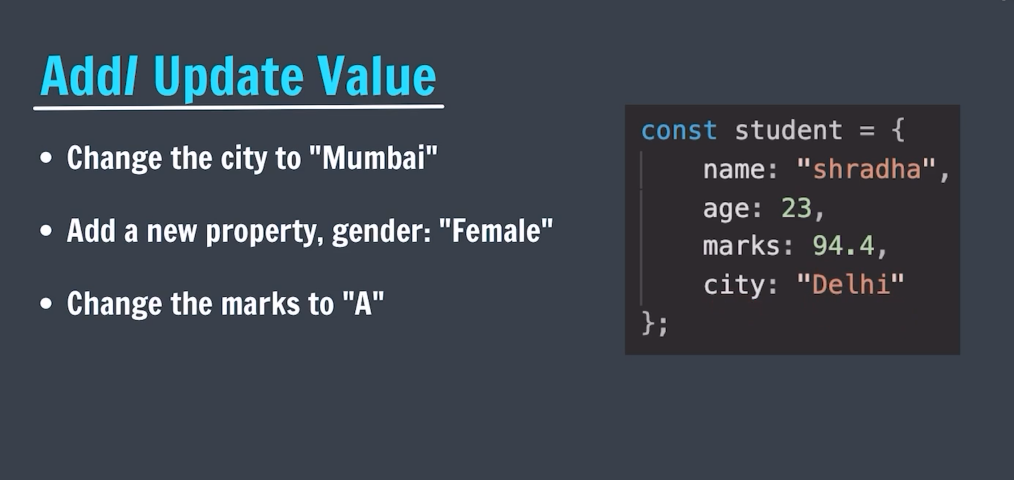 Add/ Update Value
• Change the city to "Mumbai"
• Add a new property, gender: "Female"
• Change the marks to "A"
const student = {
    name: "shradha",
    age: 23,
    marks: 94.4,
    city: "Delhi"
};